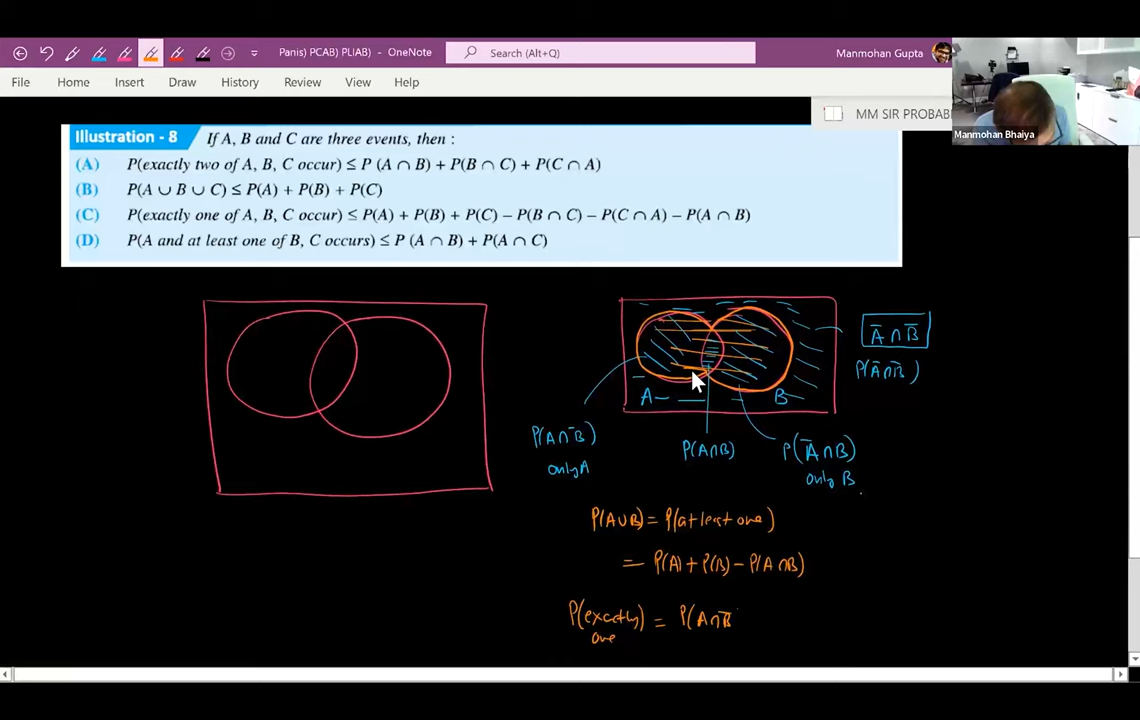 Panis) PCAB) PLIAB) - OneNote
Search (Alt+Q)
Manmohan Gupta
File Home Insert Draw History Review View Help
MM SIR PROBAB
Manmohan Bhaiya
Illustration - 8 If A, B and C are three events, then :
(A) P(exactly two of A, B, C occur) ≤ P (A ∩ B) + P(B ∩ C) + P(C ∩ A)
(B) P(A ∪ B ∪ C) ≤ P(A) + P(B) + P(C)
(C) P(exactly one of A, B, C occur) ≤ P(A) + P(B) + P(C) – P(B ∩ C) – P(C ∩ A) – P(A ∩ B)
(D) P(A and at least one of B, C occurs) ≤ P (A ∩ B) + P(A ∩ C)
A̅∩B̅
P(A̅∩B̅)
A B
P(A∩B̅)
only A
P(A∩B)
P(A̅∩B)
only B
P(A∪B) = P(at least one)
= P(A) + P(B) - P(A∩B)
P(exactly one) = P(A∩B̅